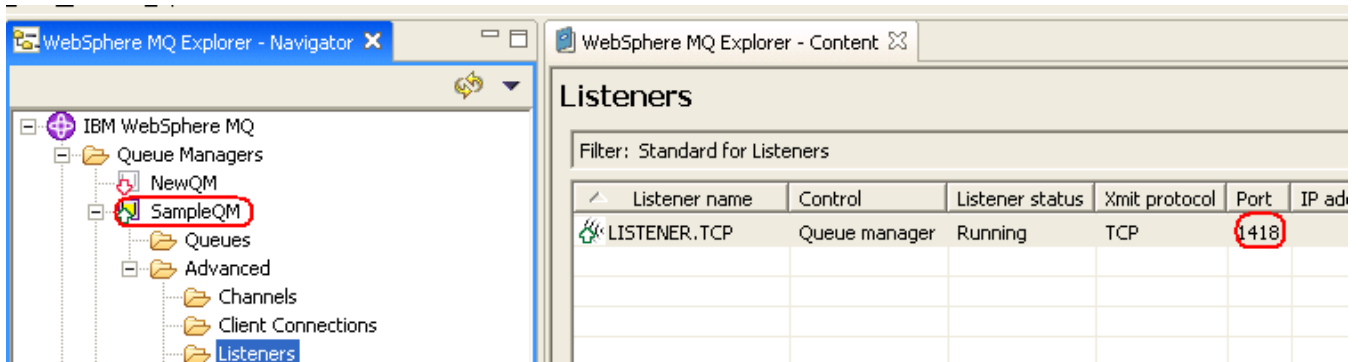 WebSphere MQ Explorer - Navigator
IBM WebSphere MQ
Queue Managers
NewQM
SampleQM
Queues
Advanced
Channels
Client Connections
Listeners
WebSphere MQ Explorer - Content
Listeners
Filter: Standard for Listeners
Listener name Control Listener status Xmit protocol Port IP add
LISTENER.TCP Queue manager Running TCP 1418